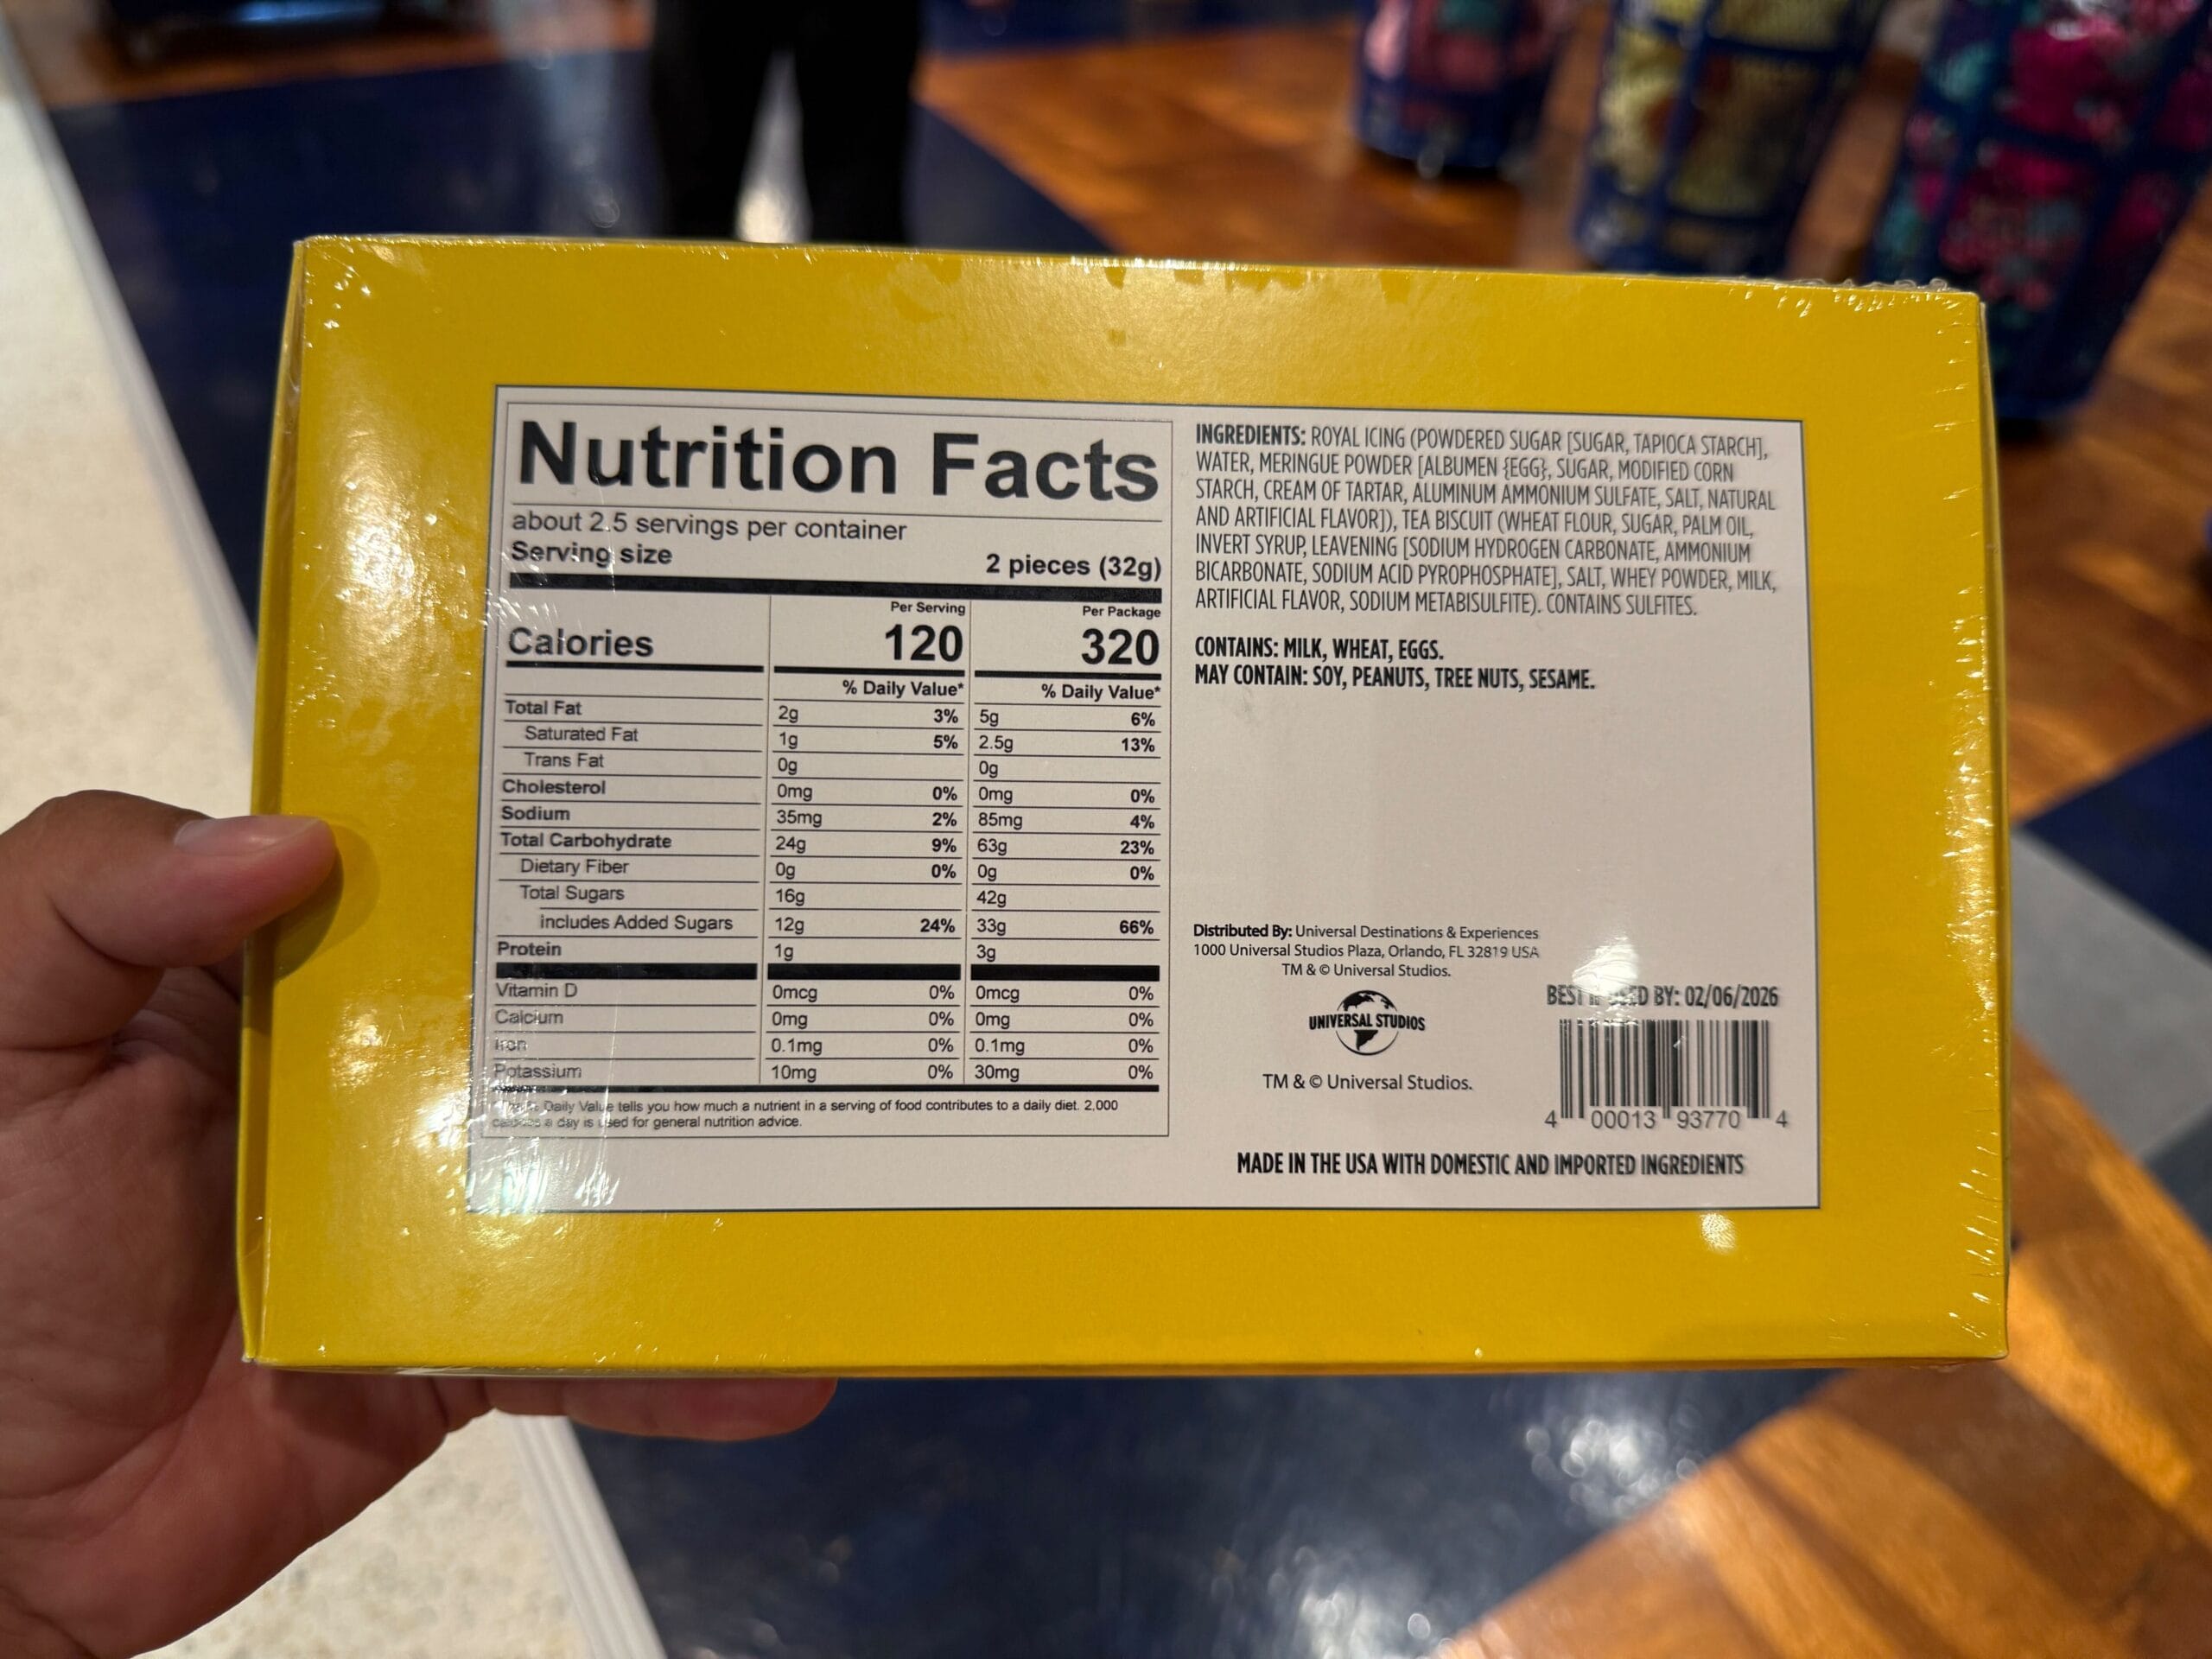 Nutrition Facts
about 2.5 servings per container
Serving size 2 pieces (32g)
Per Serving Per Package
Calories 120 320
% Daily Value* % Daily Value*
Total Fat 2g 3% 5g 6%
Saturated Fat 1g 5% 2.5g 13%
Trans Fat 0g 0g
Cholesterol 0mg 0% 0mg 0%
Sodium 35mg 2% 85mg 4%
Total Carbohydrate 24g 9% 63g 23%
Dietary Fiber 0g 0% 0g 0%
Total Sugars 16g 42g
includes Added Sugars 12g 24% 33g 66%
Protein 1g 3g
Vitamin D 0mcg 0% 0mcg 0%
Calcium 0mg 0% 0mg 0%
Iron 0.1mg 0% 0.1mg 0%
Potassium 10mg 0% 30mg 0%
Daily Value tells you how much a nutrient in a serving of food contributes to a daily diet. 2,000
calories a day is used for general nutrition advice.
INGREDIENTS: ROYAL ICING (POWDERED SUGAR [SUGAR, TAPIOCA STARCH],
WATER, MERINGUE POWDER [ALBUMEN {EGG}, SUGAR, MODIFIED CORN
STARCH, CREAM OF TARTAR, ALUMINUM AMMONIUM SULFATE, SALT, NATURAL
AND ARTIFICIAL FLAVOR]), TEA BISCUIT (WHEAT FLOUR, SUGAR, PALM OIL,
INVERT SYRUP, LEAVENING [SODIUM HYDROGEN CARBONATE, AMMONIUM
BICARBONATE, SODIUM ACID PYROPHOSPHATE], SALT, WHEY POWDER, MILK,
ARTIFICIAL FLAVOR, SODIUM METABISULFITE). CONTAINS SULFITES.
CONTAINS: MILK, WHEAT, EGGS.
MAY CONTAIN: SOY, PEANUTS, TREE NUTS, SESAME.
Distributed By: Universal Destinations & Experiences
1000 Universal Studios Plaza, Orlando, FL 32819 USA
TM & © Universal Studios.
UNIVERSAL STUDIOS
TM & © Universal Studios.
BEST IF USED BY: 02/06/2026
4 00013 93770 4
MADE IN THE USA WITH DOMESTIC AND IMPORTED INGREDIENTS